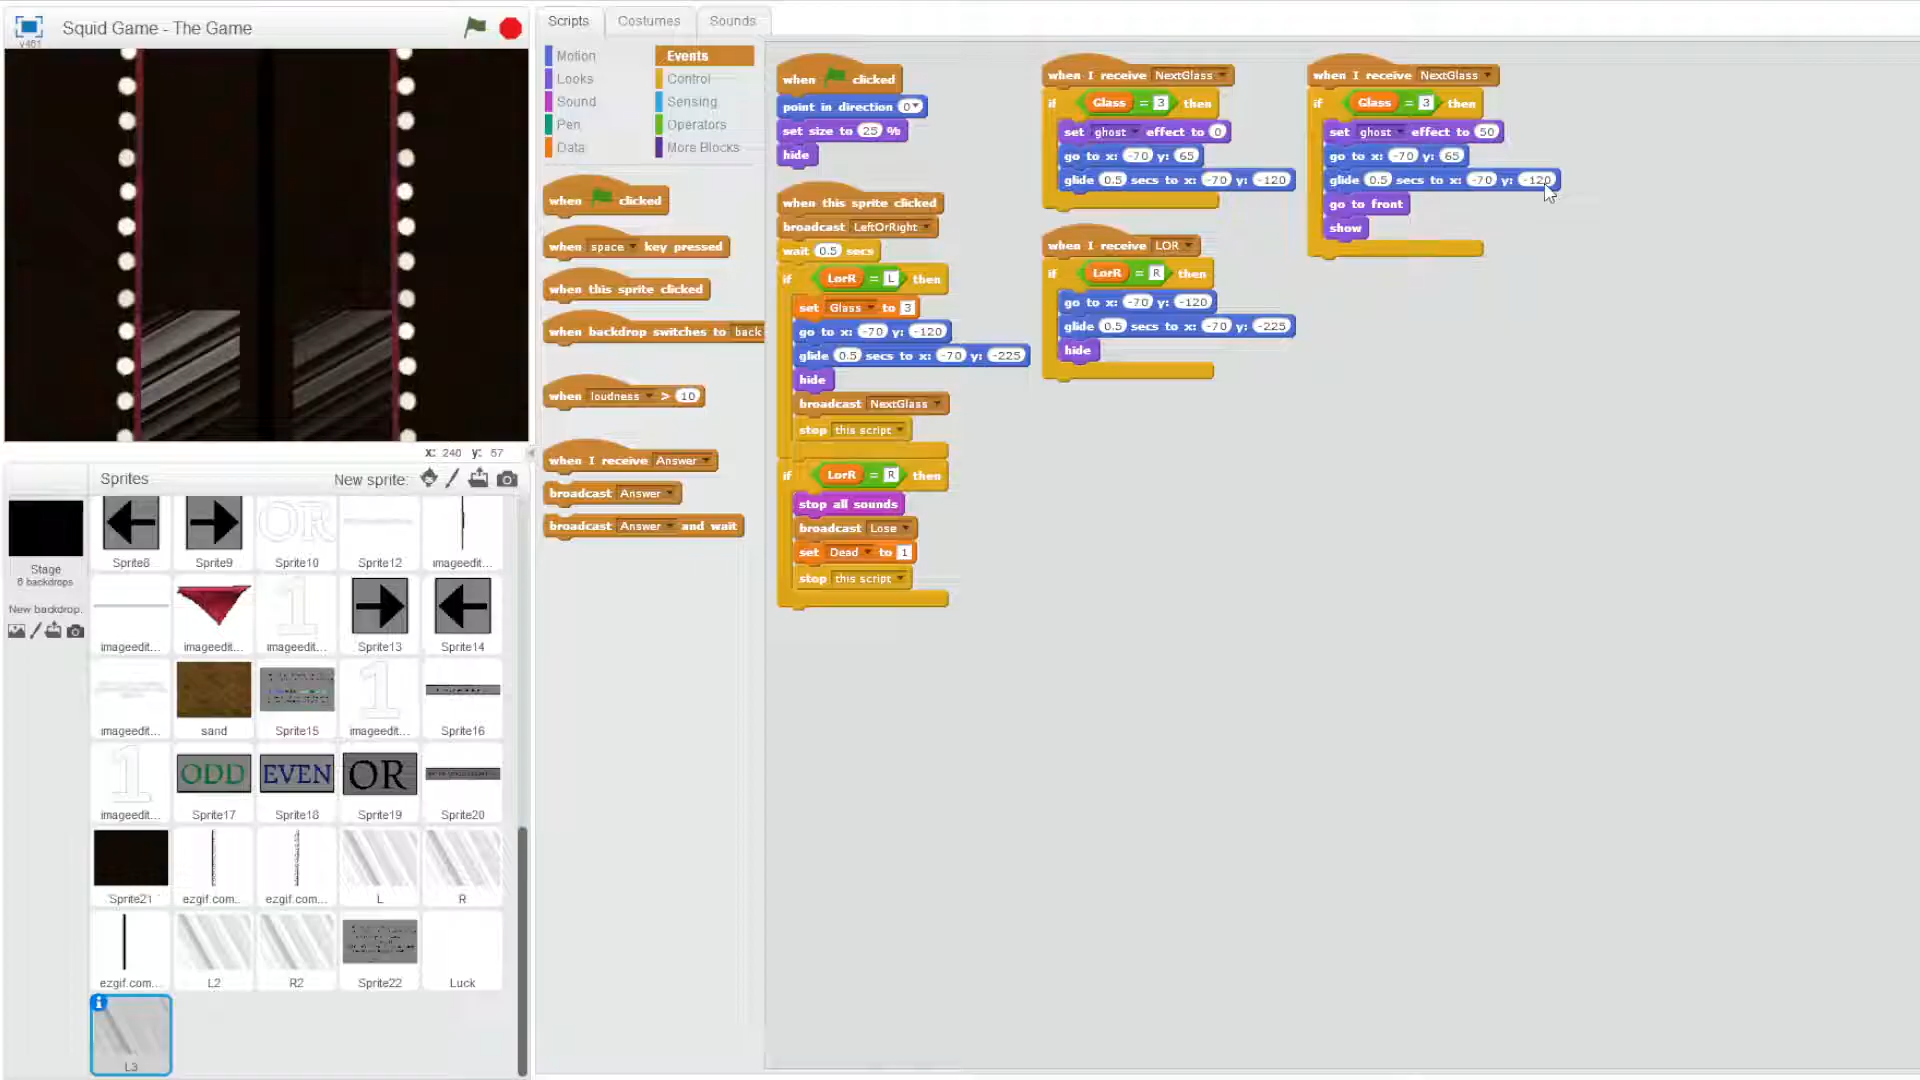 Squid Game - The Game
v461
Scripts
Costumes
Sounds
Motion
Looks
Sound
Pen
Data
Events
Control
Sensing
Operators
More Blocks
when clicked
when space key pressed
when this sprite clicked
when backdrop switches to back
when loudness > 10
when I receive Answer
broadcast Answer
broadcast Answer and wait
when clicked
point in direction 0
set size to 25 %
hide
when this sprite clicked
broadcast LeftOrRight
wait 0.5 secs
if LorR = L then
set Glass to 3
go to x: -70 y: -120
glide 0.5 secs to x: -70 y: -225
hide
broadcast NextGlass
stop this script
if LorR = R then
stop all sounds
broadcast Lose
set Dead to 1
stop this script
when I receive NextGlass
if Glass = 3 then
set ghost effect to 0
go to x: -70 y: 65
glide 0.5 secs to x: -70 y: -120
when I receive LOR
if LorR = R then
go to x: -70 y: -120
glide 0.5 secs to x: -70 y: -225
hide
when I receive NextGlass
if Glass = 3 then
set ghost effect to 50
go to x: -70 y: 65
glide 0.5 secs to x: -70 y: -120
go to front
show
x: 240 y: 57
Sprites
New sprite:
Stage
8 backdrops
New backdrop:
OR
Sprite8 Sprite9 Sprite10 Sprite12 imageedit...
1
imageedit... imageedit... imageedit... Sprite13 Sprite14
1
imageedit... sand Sprite15 imageedit... Sprite16
1 ODD EVEN OR
imageedit... Sprite17 Sprite18 Sprite19 Sprite20
Sprite21 ezgif.com... ezgif.com... L R
ezgif.com... L2 R2 Sprite22 Luck
L3